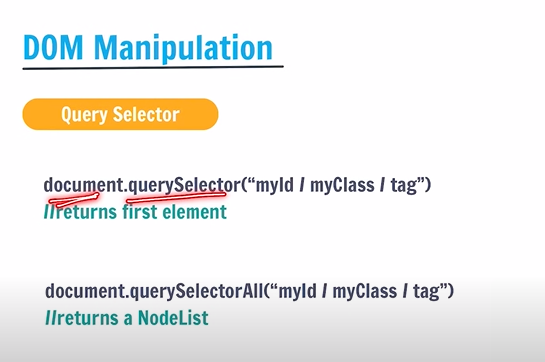 DOM Manipulation
Query Selector
document.querySelector(“myId / myClass / tag”)
//returns first element
document.querySelectorAll(“myId / myClass / tag”)
//returns a NodeList